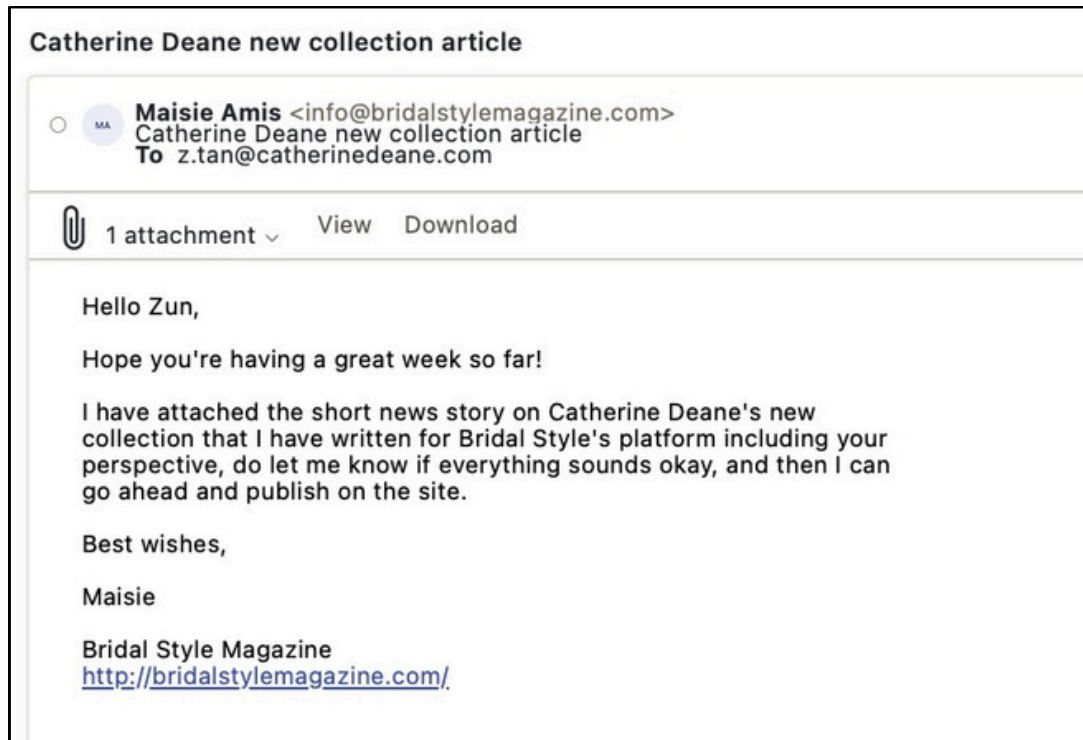 Catherine Deane new collection article
MA
Maisie Amis <info@bridalstylemagazine.com>
Catherine Deane new collection article
To z.tan@catherinedeane.com
1 attachment View Download
Hello Zun,
Hope you're having a great week so far!
I have attached the short news story on Catherine Deane's new
collection that I have written for Bridal Style's platform including your
perspective, do let me know if everything sounds okay, and then I can
go ahead and publish on the site.
Best wishes,
Maisie
Bridal Style Magazine
http://bridalstylemagazine.com/